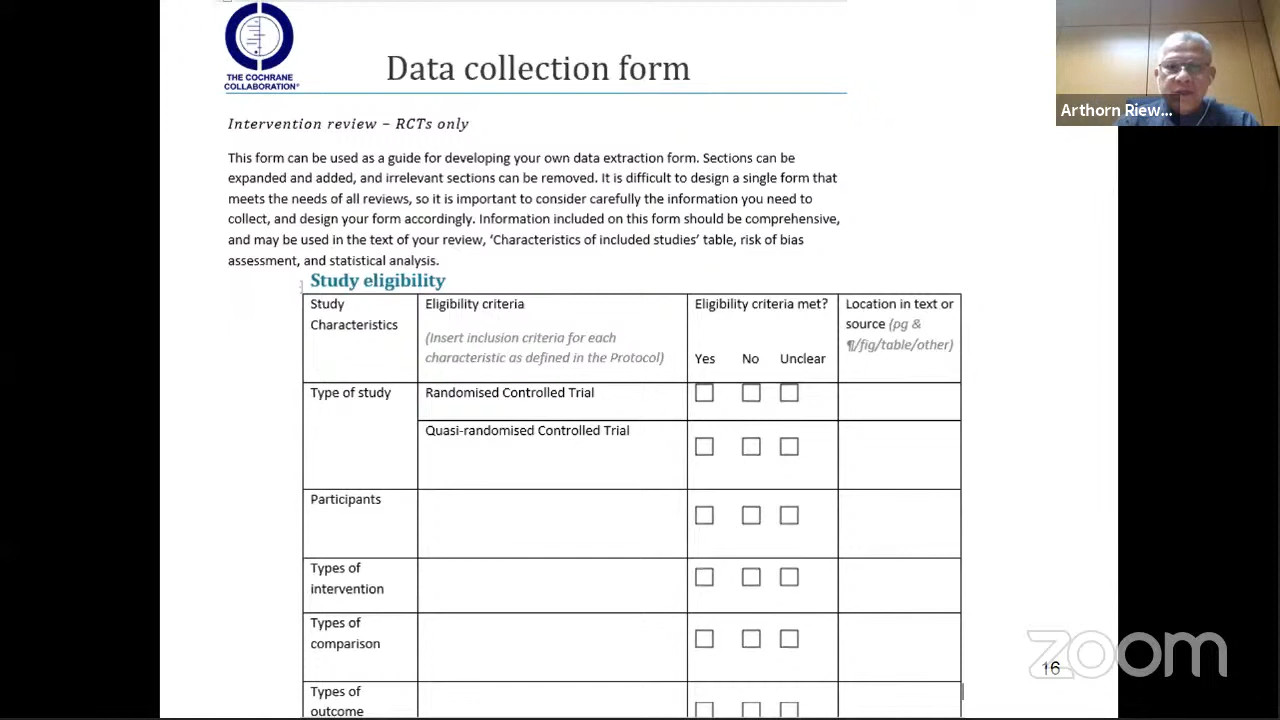 THE COCHRANE
COLLABORATION®
Data collection form
Intervention review – RCTs only
This form can be used as a guide for developing your own data extraction form. Sections can be
expanded and added, and irrelevant sections can be removed. It is difficult to design a single form that
meets the needs of all reviews, so it is important to consider carefully the information you need to
collect, and design your form accordingly. Information included on this form should be comprehensive,
and may be used in the text of your review, ‘Characteristics of included studies’ table, risk of bias
assessment, and statistical analysis.
Study eligibility
Study
Characteristics
Eligibility criteria
(Insert inclusion criteria for each
characteristic as defined in the Protocol)
Eligibility criteria met?
Yes No Unclear
Location in text or
source (pg &
¶/fig/table/other)
Type of study
Randomised Controlled Trial
Quasi-randomised Controlled Trial
Participants
Types of
intervention
Types of
comparison
Types of
outcome
Arthorn Riew...
zoom
16